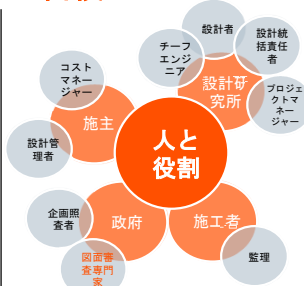 設計者
設計統
括責任
者
チーフ
エンジ
ニア
設計研
究所
プロジェ
クトマネ
ー
ジャー
コスト
マネー
ジャー
施主
人と
役割
設計管
理者
企画照
査者
政府
施工者
図面審
査専門
家
監理